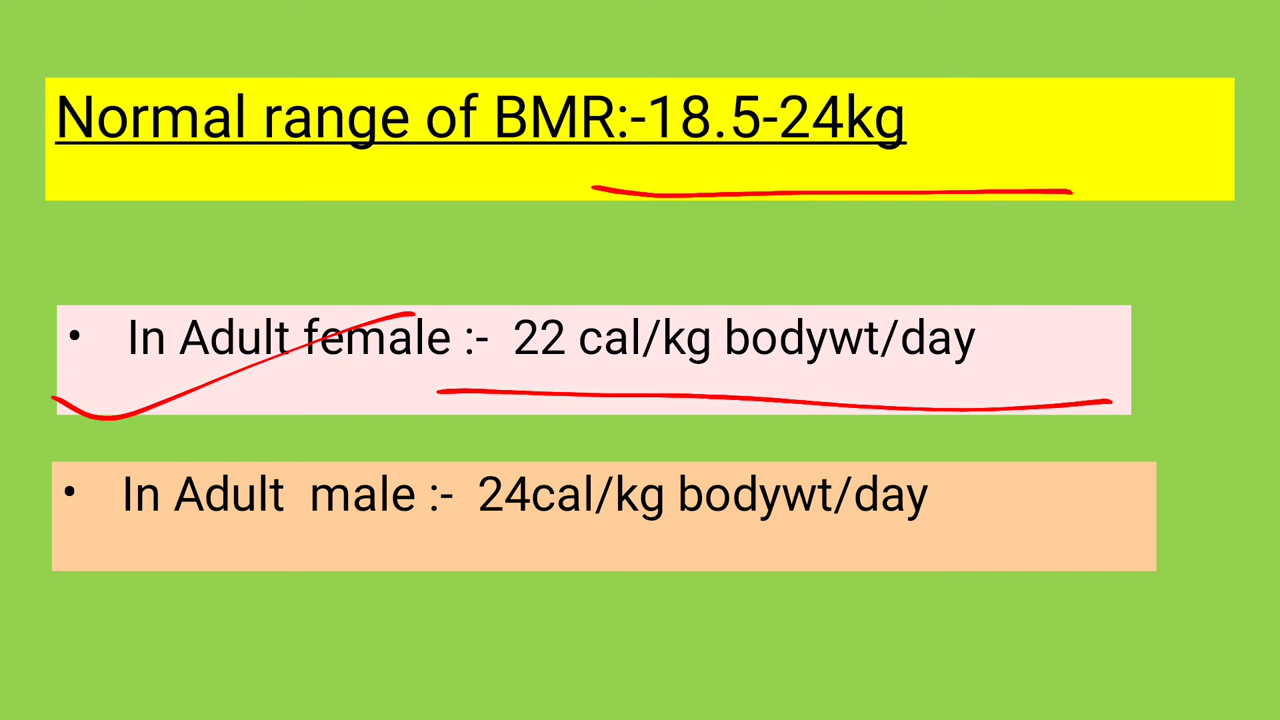 Normal range of BMR:-18.5-24kg
• In Adult female :- 22 cal/kg bodywt/day
• In Adult male :- 24cal/kg bodywt/day